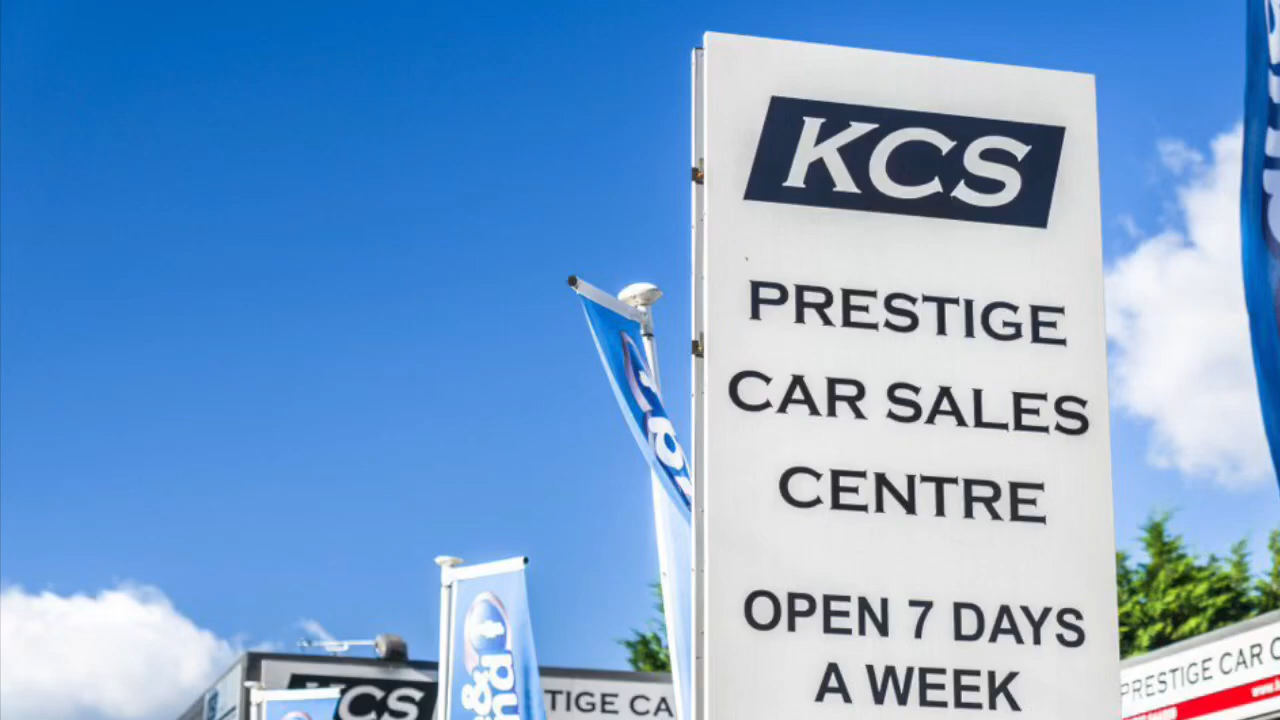 KCS
PRESTIGE
CAR SALES
CENTRE
OPEN 7 DAYS
A WEEK
KCS
TIGE CA
PRESTIGE CAR C